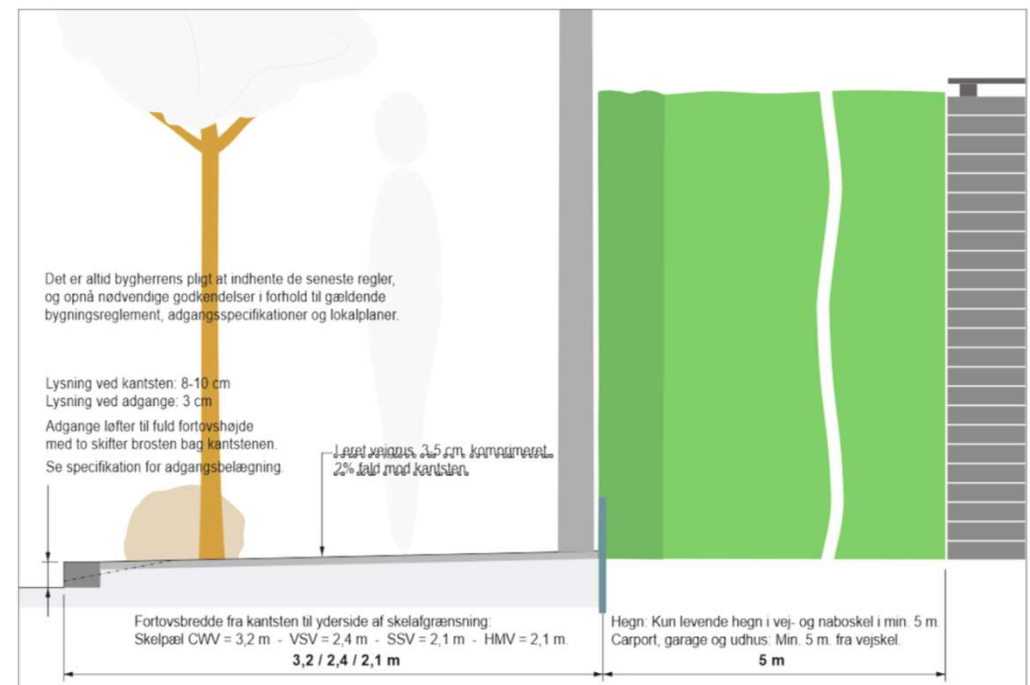 Det er altid bygherrens pligt at indhente de seneste regler,
og opnå nødvendige godkendelser i forhold til gældende
bygningsreglement, adgangsspecifikationer og lokalplaner.
Lysning ved kantsten: 8-10 cm
Lysning ved adgange: 3 cm
Adgange løfter til fuld fortovshøjde
med to skifter brosten bag kantstenen.
Se specifikation for adgangsbelægning.
Leret vejgrus, 3-5 cm, komprimeret.
2% fald mod kantsten.
Fortovsbredde fra kantsten til yderside af skelafgrænsning:
Skelpæl CWV = 3,2 m - VSV = 2,4 m - SSV = 2,1 m - HMV = 2,1 m.
3,2 / 2,4 / 2,1 m
Hegn: Kun levende hegn i vej- og naboskel i min. 5 m.
Carport, garage og udhus: Min. 5 m. fra vejskel.
5 m